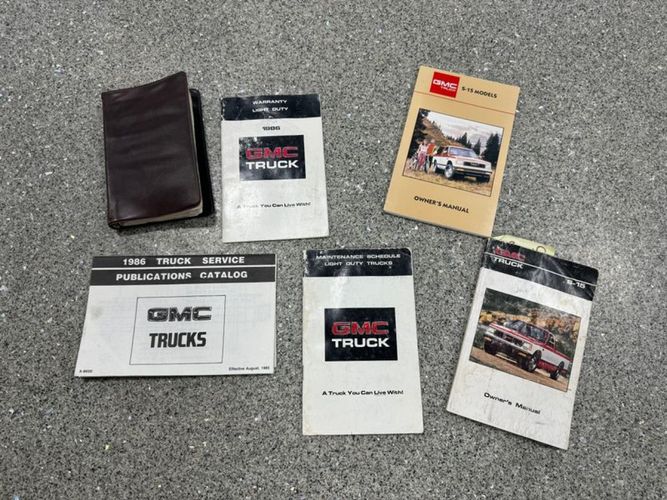 WARRANTY
LIGHT DUTY
1986
GMC
TRUCK
A Truck You Can Live With!
GMC
TRUCK
S-15 MODELS
OWNER'S MANUAL
1986 TRUCK SERVICE
PUBLICATIONS CATALOG
GMC
TRUCKS
Effective August, 1985
MAINTENANCE SCHEDULE
LIGHT DUTY TRUCKS
GMC
TRUCK
A Truck You Can Live With!
GMC
TRUCK
S-15
Owner's Manual